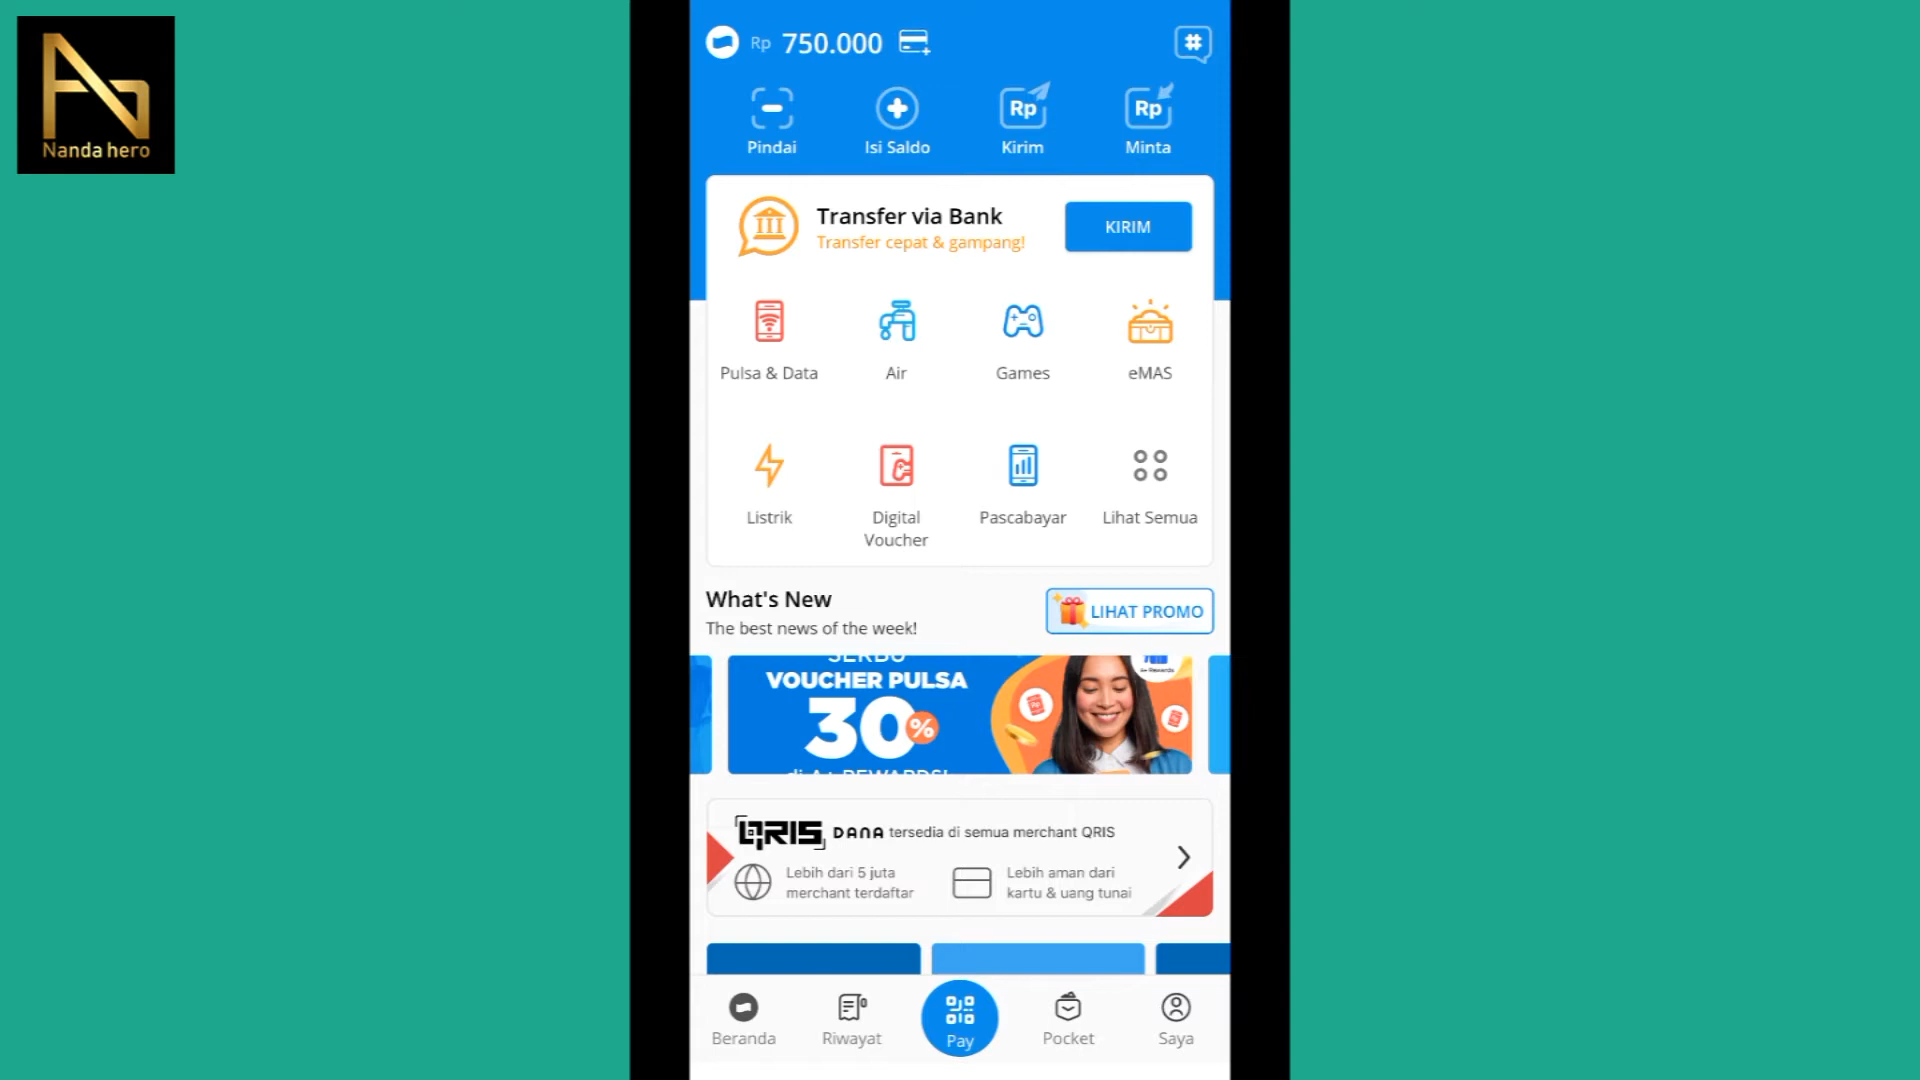 Nanda hero
Rp 750.000
Pindai
Isi Saldo
Rp
Kirim
Rp
Minta
Transfer via Bank
Transfer cepat & gampang!
KIRIM
Pulsa & Data
Air
Games
eMAS
Listrik
Digital
Voucher
Pascabayar
Lihat Semua
What's New
The best news of the week!
LIHAT PROMO
SERBU
VOUCHER PULSA
30%
di A+ REWARDS!
QRIS DANA tersedia di semua merchant QRIS
Lebih dari 5 juta
merchant terdaftar
Lebih aman dari
kartu & uang tunai
Beranda
Riwayat
Pay
Pocket
Saya